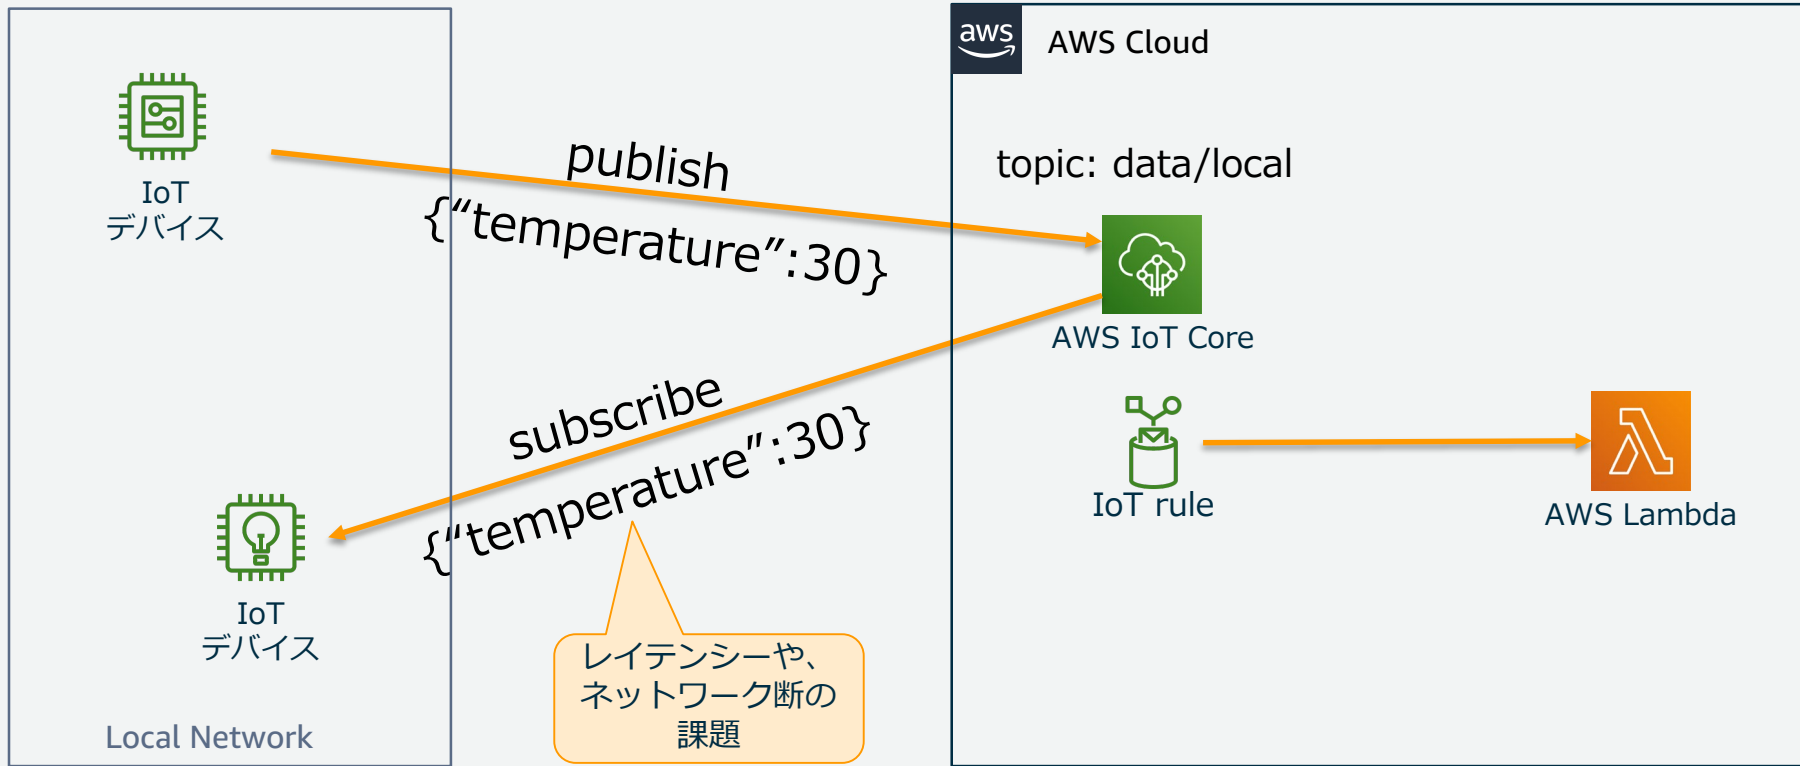 aws
AWS Cloud
IoT
デバイス
publish
{“temperature”:30}
topic: data/local
AWS IoT Core
subscribe
{“temperature”:30}
IoT rule
AWS Lambda
IoT
デバイス
レイテンシーや、
ネットワーク断の
課題
Local Network